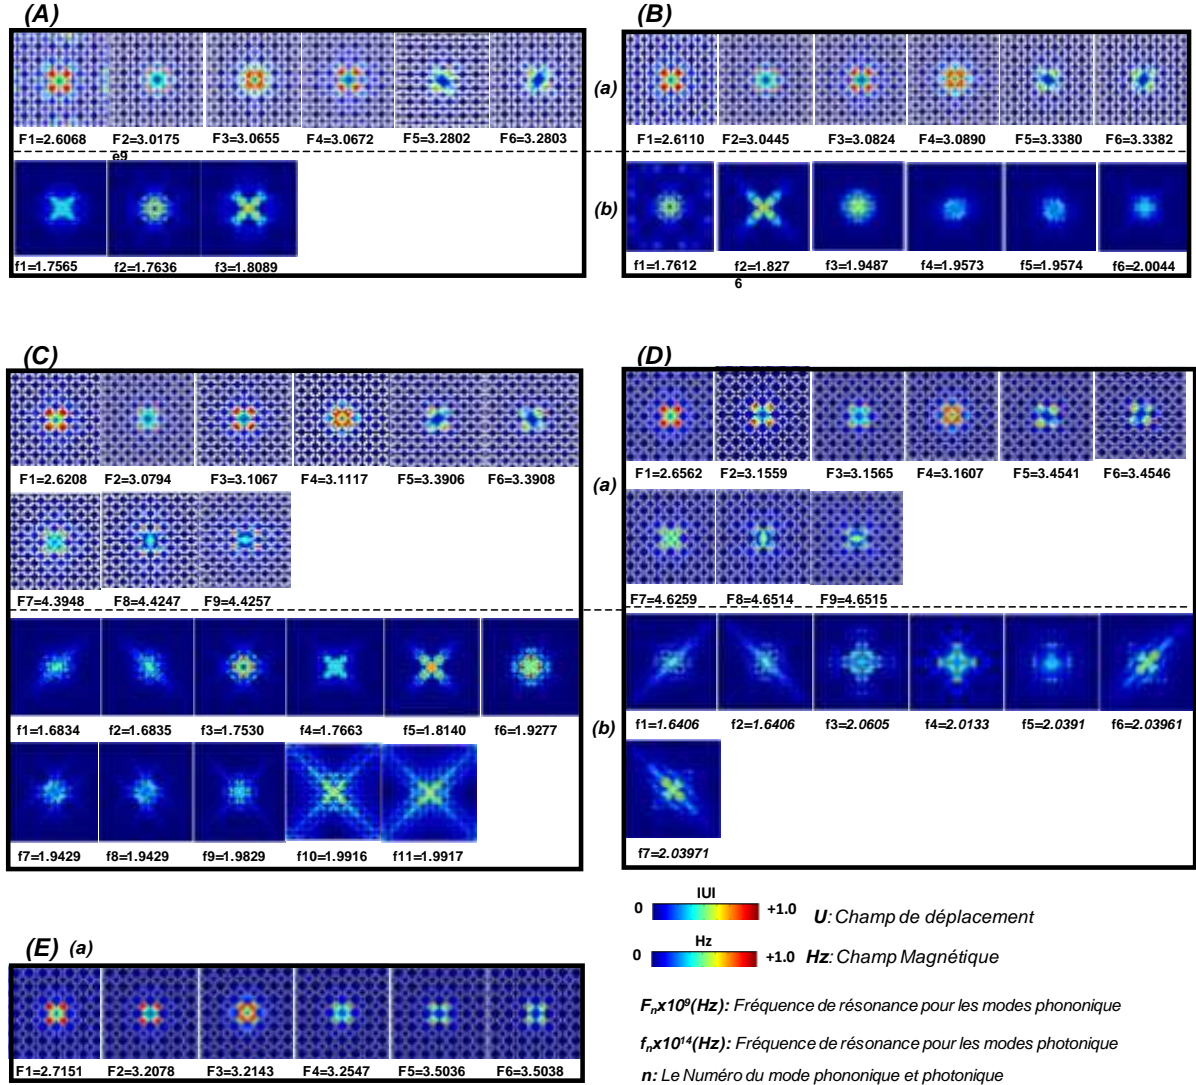 (A)
(B)
(a)
F1=2.6068 F2=3.0175 F3=3.0655 F4=3.0672 F5=3.2802 F6=3.2803
e9
F1=2.6110 F2=3.0445 F3=3.0824 F4=3.0890 F5=3.3380 F6=3.3382
(b)
f1=1.7565 f2=1.7636 f3=1.8089
f1=1.7612 f2=1.827 f3=1.9487 f4=1.9573 f5=1.9574 f6=2.0044
6
(C)
(D)
F1=2.6208 F2=3.0794 F3=3.1067 F4=3.1117 F5=3.3906 F6=3.3908
(a)
F1=2.6562 F2=3.1559 F3=3.1565 F4=3.1607 F5=3.4541 F6=3.4546
F7=4.3948 F8=4.4247 F9=4.4257
F7=4.6259 F8=4.6514 F9=4.6515
f1=1.6834 f2=1.6835 f3=1.7530 f4=1.7663 f5=1.8140 f6=1.9277
(b)
f1=1.6406 f2=1.6406 f3=2.0605 f4=2.0133 f5=2.0391 f6=2.03961
f7=1.9429 f8=1.9429 f9=1.9829 f10=1.9916 f11=1.9917
f7=2.03971
IUI
0 +1.0 U: Champ de déplacement
Hz
0 +1.0 Hz: Champ Magnétique
(E) (a)
F1=2.7151 F2=3.2078 F3=3.2143 F4=3.2547 F5=3.5036 F6=3.5038
Fnx10⁹(Hz): Fréquence de résonance pour les modes phononique
fnx10¹⁴(Hz): Fréquence de résonance pour les modes photonique
n: Le Numéro du mode phononique et photonique